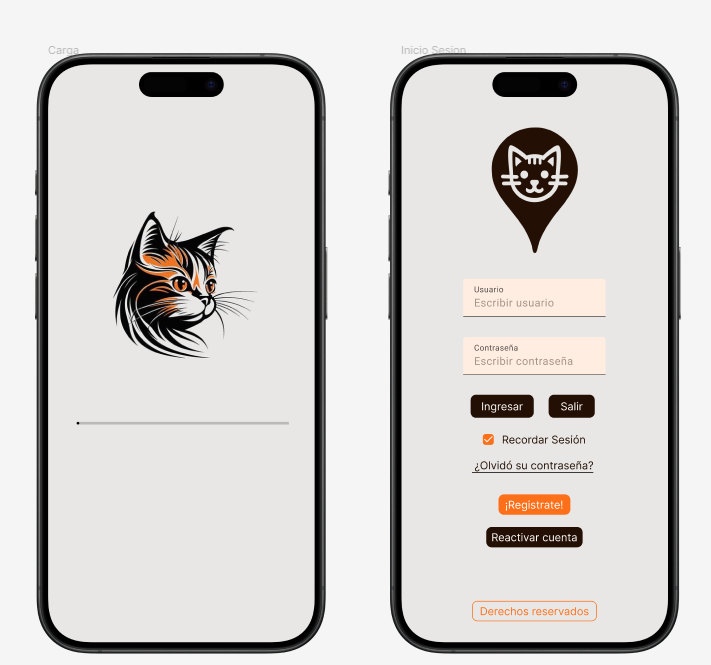 Carga
Inicio Sesion
Usuario
Escribir usuario
Contraseña
Escribir contraseña
Ingresar
Salir
Recordar Sesión
¿Olvidó su contraseña?
¡Registrate!
Reactivar cuenta
Derechos reservados